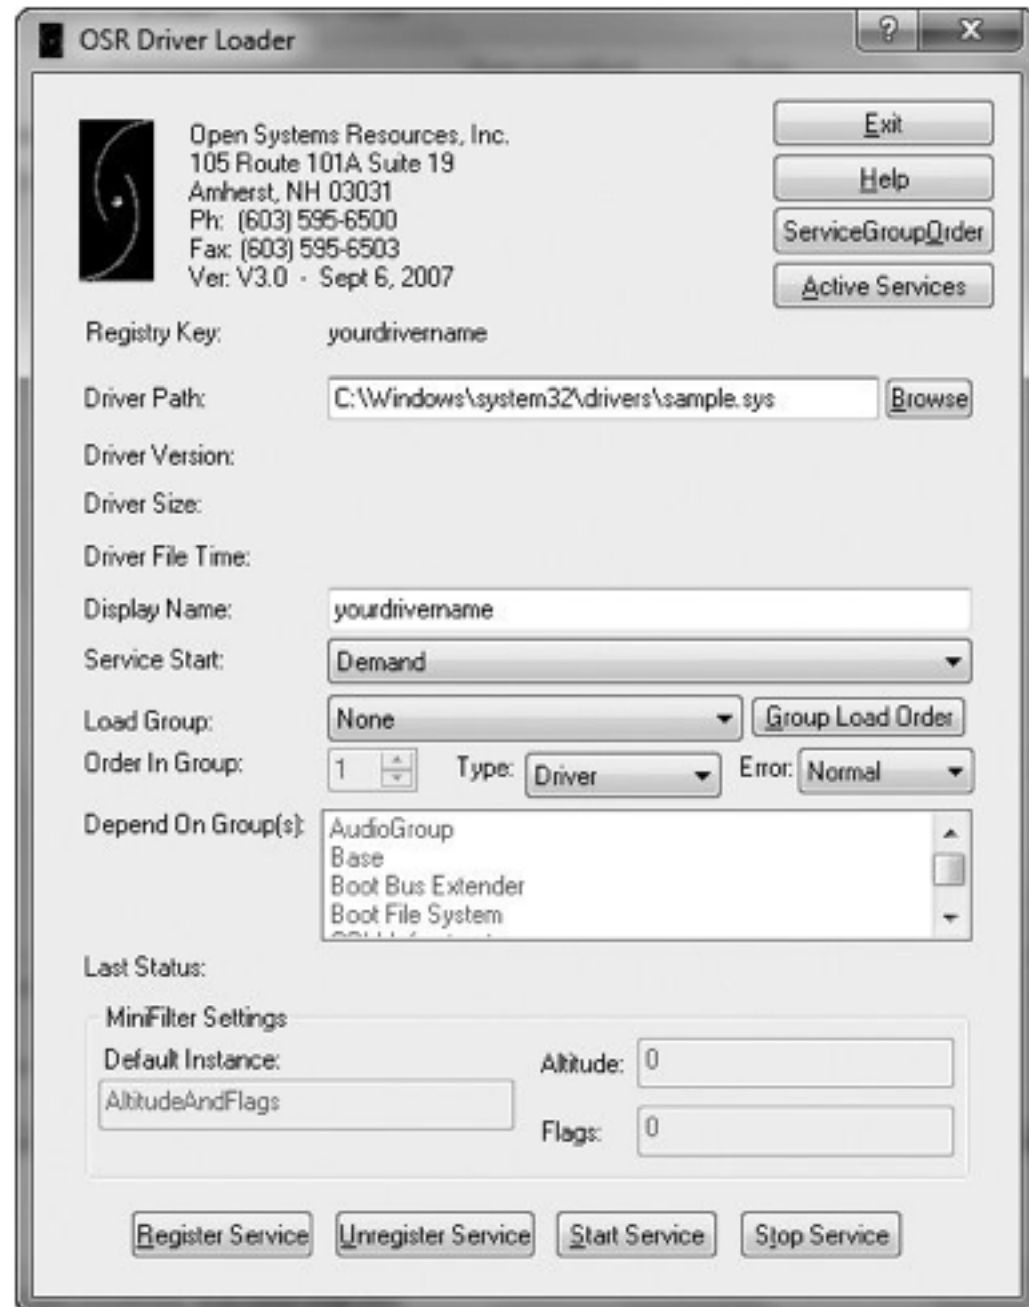 OSR Driver Loader
?
Open Systems Resources, Inc.
105 Route 101A Suite 19
Amherst, NH 03031
Ph: (603) 595-6500
Fax: (603) 595-6503
Ver: V3.0 - Sept 6, 2007
Exit
Help
ServiceGroupOrder
Active Services
Registry Key: yourdrivername
Driver Path: C:\Windows\system32\drivers\sample.sys Browse
Driver Version:
Driver Size:
Driver File Time:
Display Name: yourdrivername
Service Start: Demand
Load Group: None Group Load Order
Order In Group: 1 Type: Driver Error: Normal
Depend On Group(s): AudioGroup
Base
Boot Bus Extender
Boot File System
Last Status:
MiniFilter Settings
Default Instance:
AltitudeAndFlags
Altitude: 0
Flags: 0
Register Service Unregister Service Start Service Stop Service